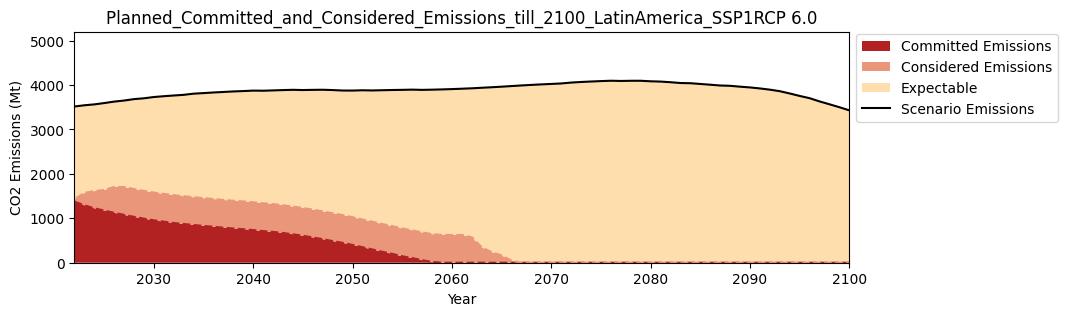 Planned_Committed_and_Considered_Emissions_till_2100_LatinAmerica_SSP1RCP 6.0
CO2 Emissions (Mt)
5000
4000
3000
2000
1000
0
2030 2040 2050 2060 2070 2080 2090 2100
Year
Committed Emissions
Considered Emissions
Expectable
Scenario Emissions